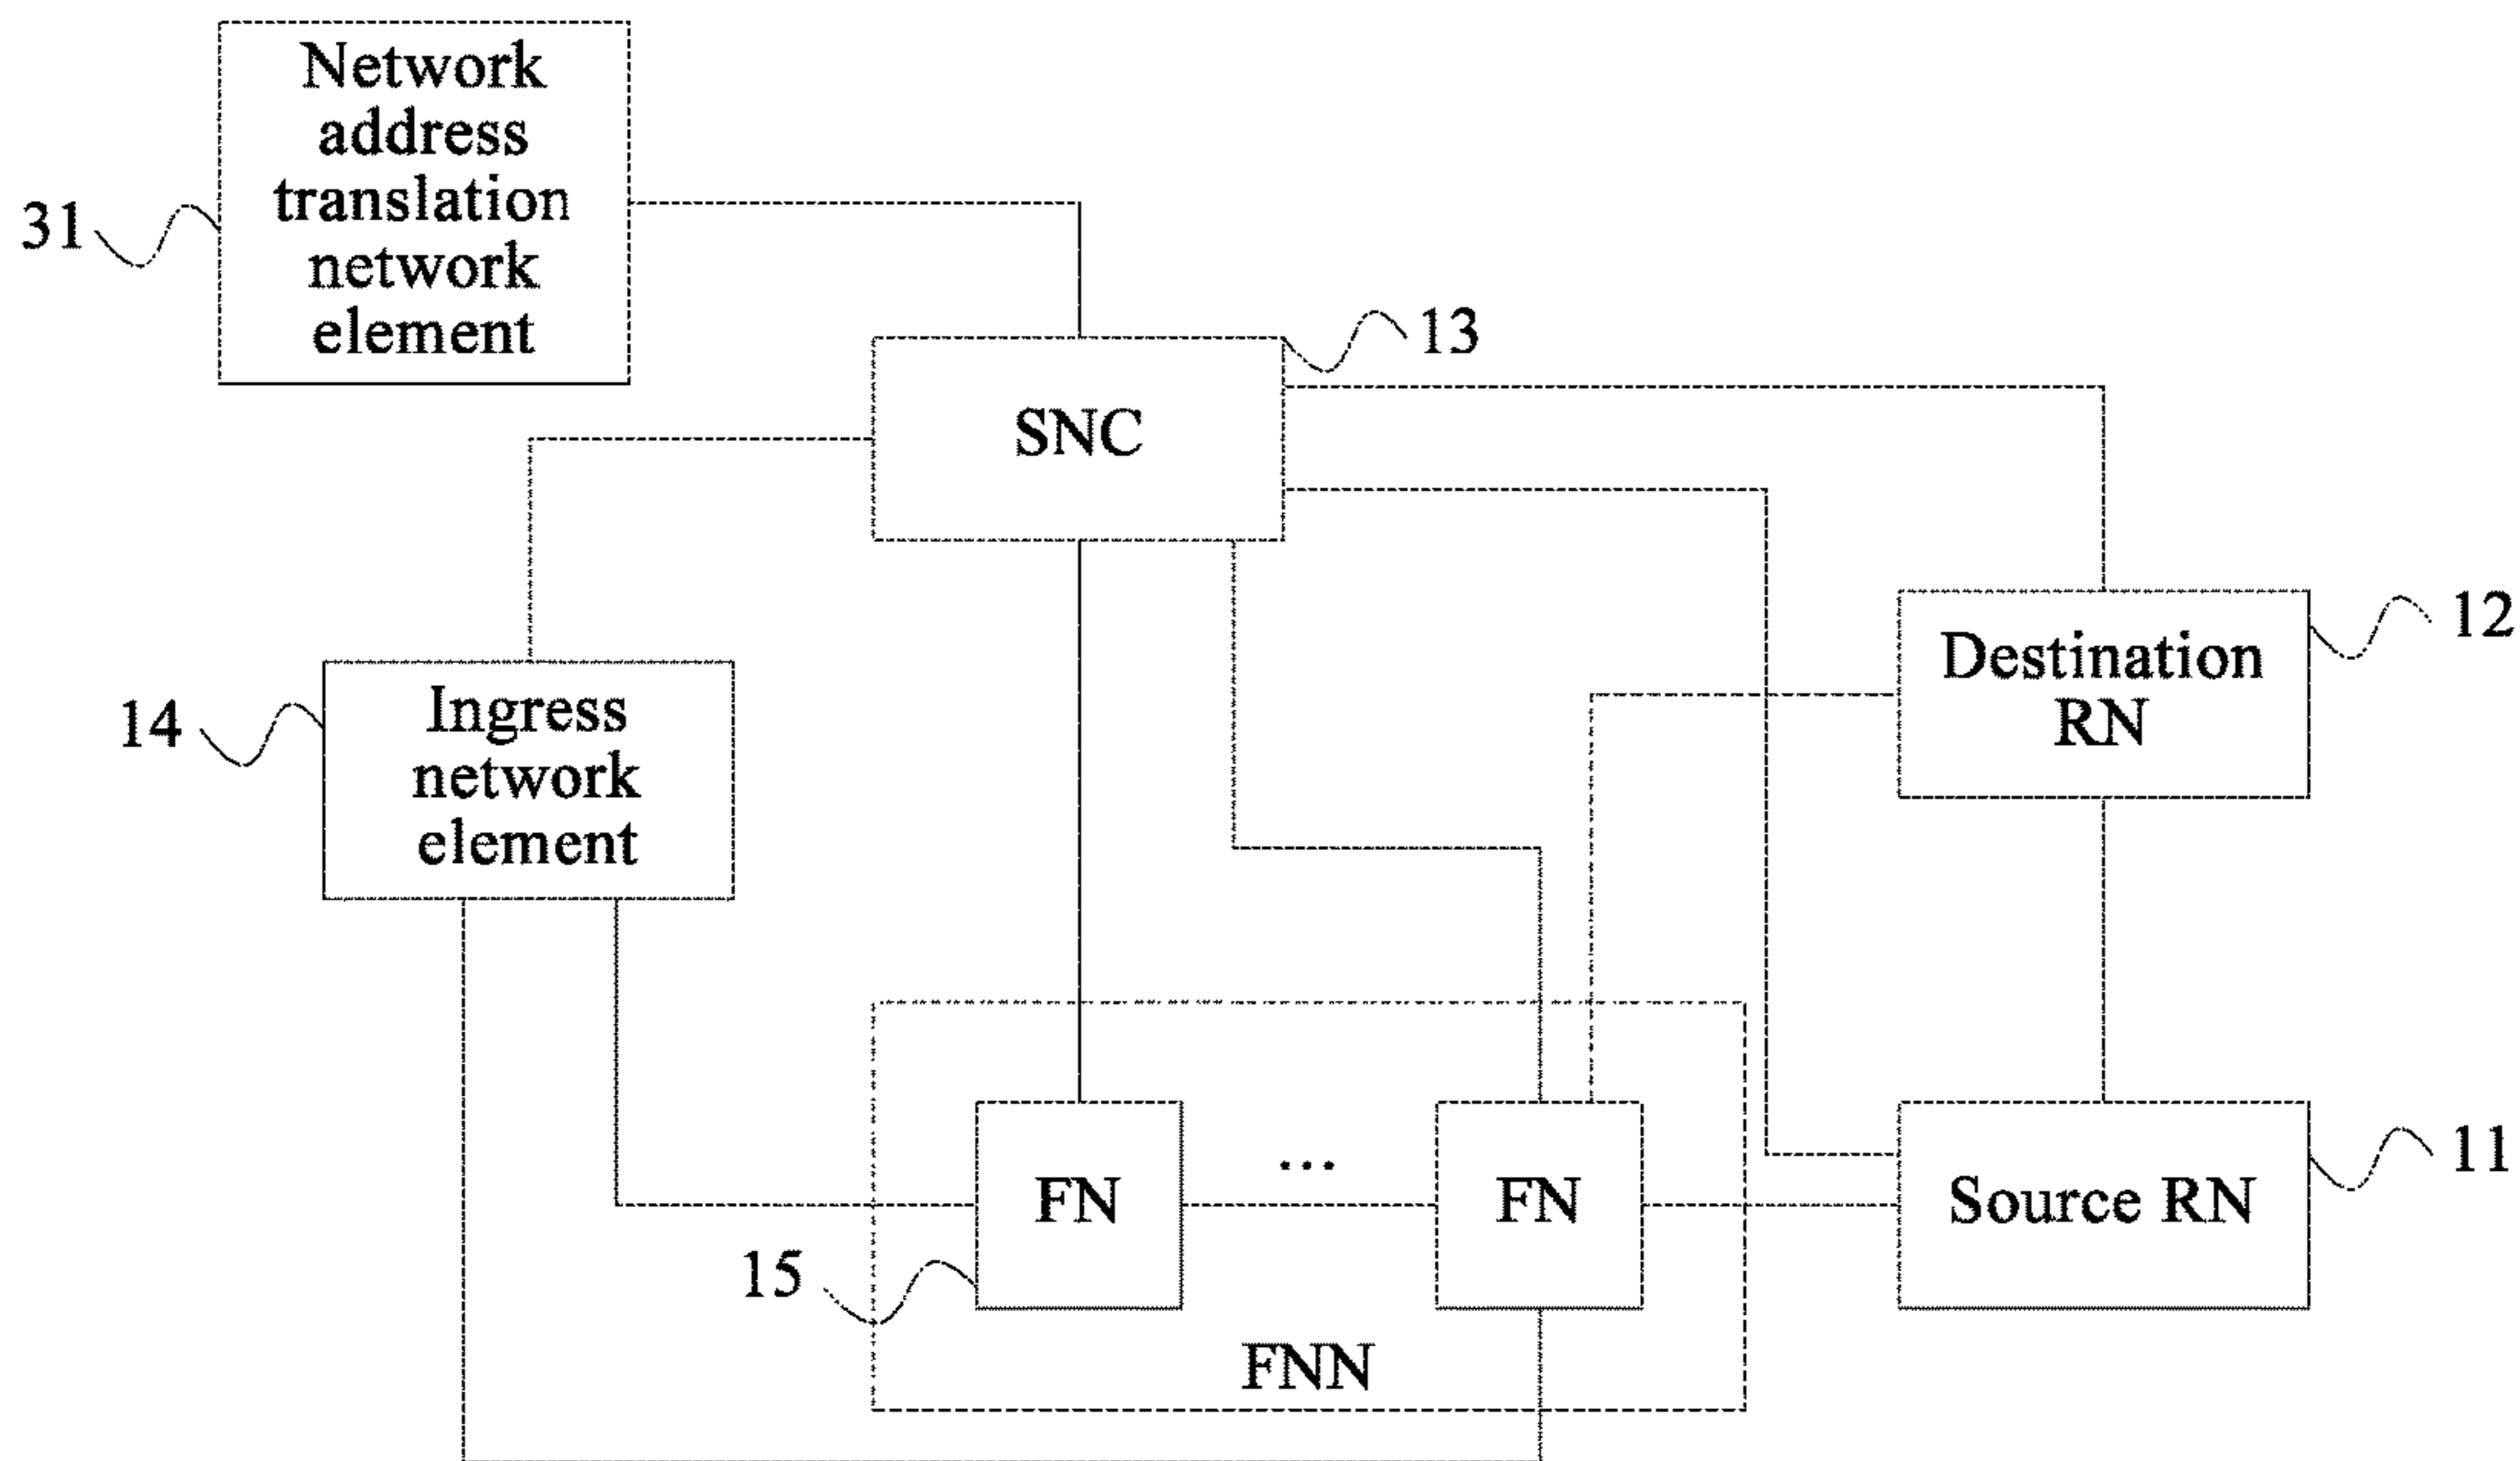 Network
address
translation
network
element
31
13
SNC
12
Destination
RN
14
Ingress
network
element
11
...
FN
FN
Source RN
15
FNN